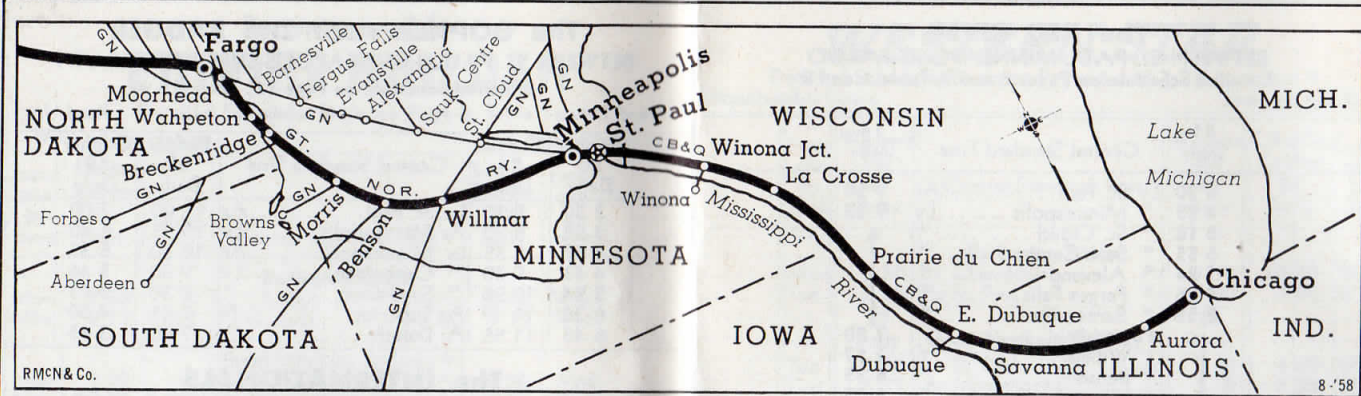 GN
Fargo
Barnesville
Fergus Falls
Evansville
Alexandria
Sauk Centre
St. Cloud
GN
GN
GN
Minneapolis
St. Paul
Moorhead
Wahpeton
Breckenridge
NORTH
DAKOTA
GT.
NOR.
RY.
GN
GN
GN
Forbes
Aberdeen
Browns
Valley
Morris
Benson
Willmar
GN
GN
SOUTH DAKOTA
MINNESOTA
WISCONSIN
CB&Q
Winona Jct.
La Crosse
Winona
Mississippi
River
Prairie du Chien
CB&Q
E. Dubuque
IOWA
Dubuque
Savanna
ILLINOIS
Aurora
Chicago
Lake
Michigan
MICH.
IND.
RMCN&Co.
8-'58